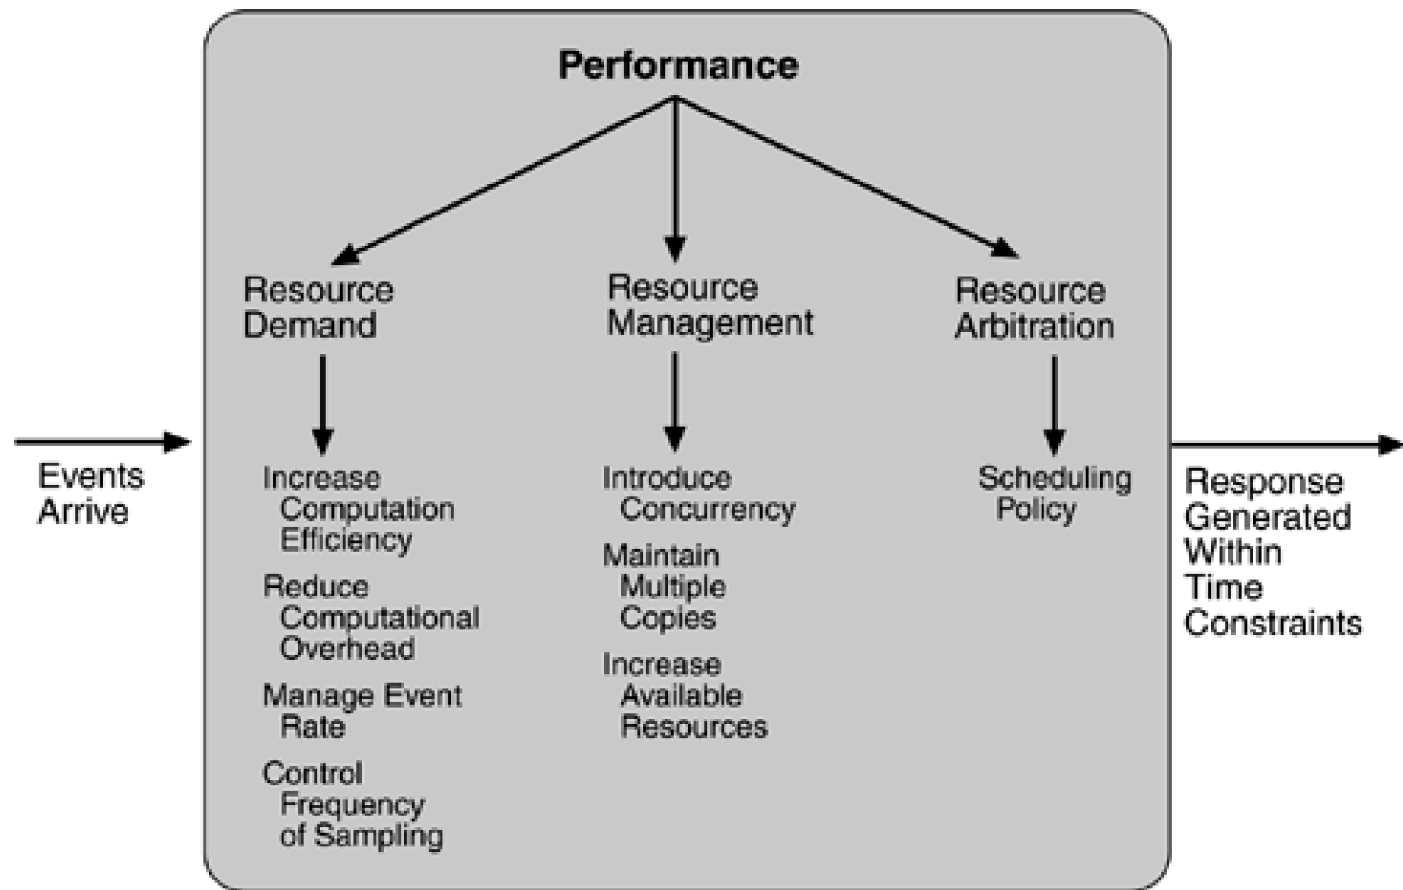 Performance
Resource
Demand
Resource
Management
Resource
Arbitration
Events
Arrive
Increase
Computation
Efficiency
Reduce
Computational
Overhead
Manage Event
Rate
Control
Frequency
of Sampling
Introduce
Concurrency
Maintain
Multiple
Copies
Increase
Available
Resources
Scheduling
Policy
Response
Generated
Within
Time
Constraints